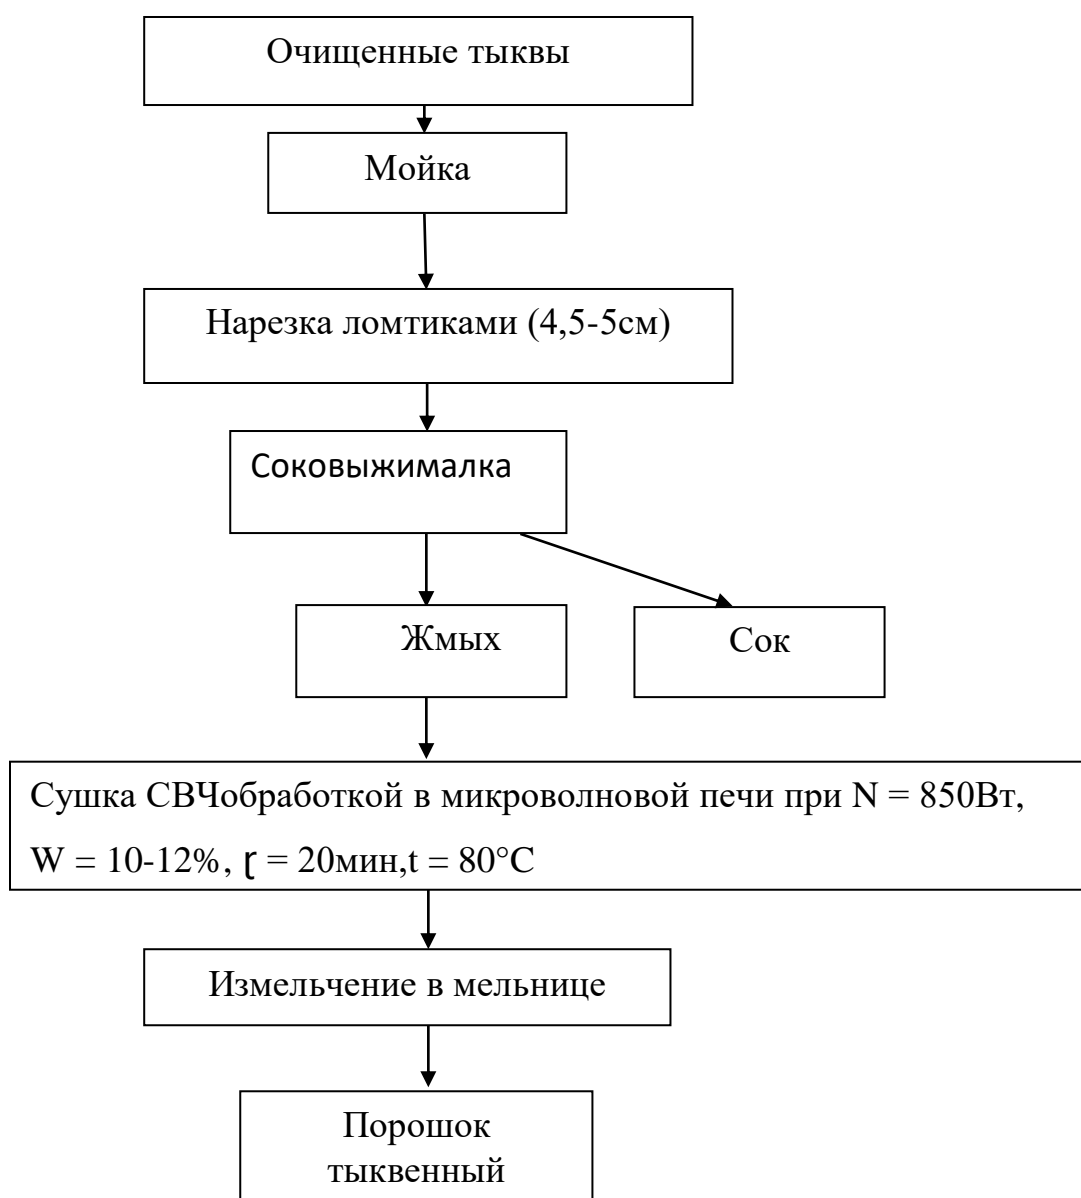 Очищенные тыквы
Мойка
Нарезка ломтиками (4,5-5см)
Соковыжималка
Жмых
Сок
Сушка СВЧобработкой в микроволновой печи при N = 850Вт,
W = 10-12%, ɽ = 20мин,t = 80°C
Измельчение в мельнице
Порошок
тыквенный